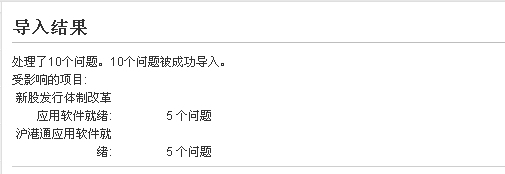 导入结果
处理了10个问题。10个问题被成功导入。
受影响的项目:
新股发行体制改革
应用软件就绪: 5 个问题
沪港通应用软件就
绪: 5 个问题